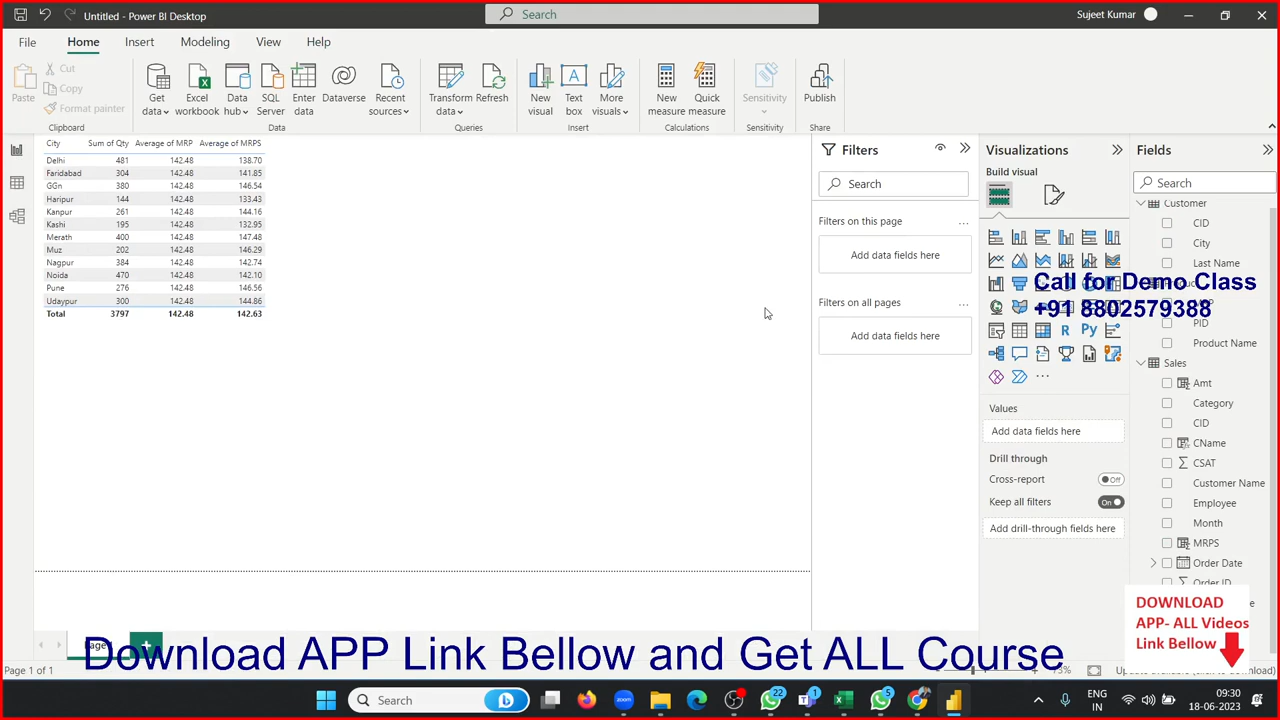 Untitled - Power BI Desktop
Search
Sujeet Kumar
File Home Insert Modeling View Help
Paste
Cut
Copy
Format painter
Clipboard
Get data
Excel workbook
Data hub
SQL Server
Enter data
Dataverse
Recent sources
Data
Transform data
Refresh
Queries
New visual
Text box
More visuals
Insert
New measure
Quick measure
Calculations
Sensitivity
Sensitivity
Publish
Share
City Sum of Qty Average of MRP Average of MRPS
Delhi 481 142.48 138.70
Faridabad 304 142.48 141.85
GGn 380 142.48 146.54
Haripur 144 142.48 133.43
Kanpur 261 142.48 144.16
Kashi 195 142.48 132.95
Merath 400 142.48 147.48
Muz 202 142.48 146.29
Nagpur 384 142.48 142.74
Noida 470 142.48 142.10
Pune 276 142.48 146.56
Udaypur 300 142.48 144.86
Total 3797 142.48 142.63
Filters
Search
Filters on this page
Add data fields here
Filters on all pages
Add data fields here
Visualizations
Build visual
R Py
Values
Add data fields here
Drill through
Cross-report Off
Keep all filters On
Add drill-through fields here
Fields
Search
Customer
CID
City
Last Name
Call for Demo Class
+91 8802579388
PID
Product Name
Sales
Amt
Category
CID
CName
CSAT
Customer Name
Employee
Month
MRPS
Order Date
Order ID
DOWNLOAD
APP- ALL Videos
Link Bellow
Download APP Link Bellow and Get ALL Course
Page 1 of 1
Search
22
1
5
ENG
IN
09:30
18-06-2023